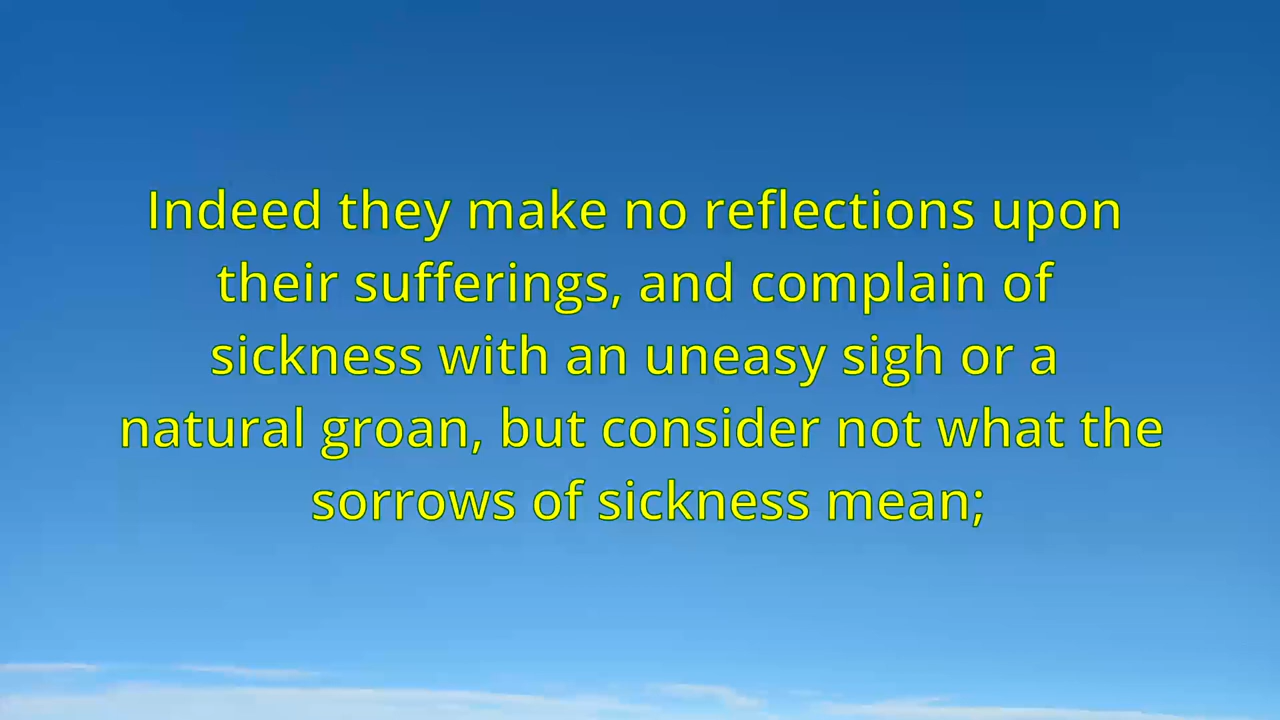 Indeed they make no reflections upon
their sufferings, and complain of
sickness with an uneasy sigh or a
natural groan, but consider not what the
sorrows of sickness mean;